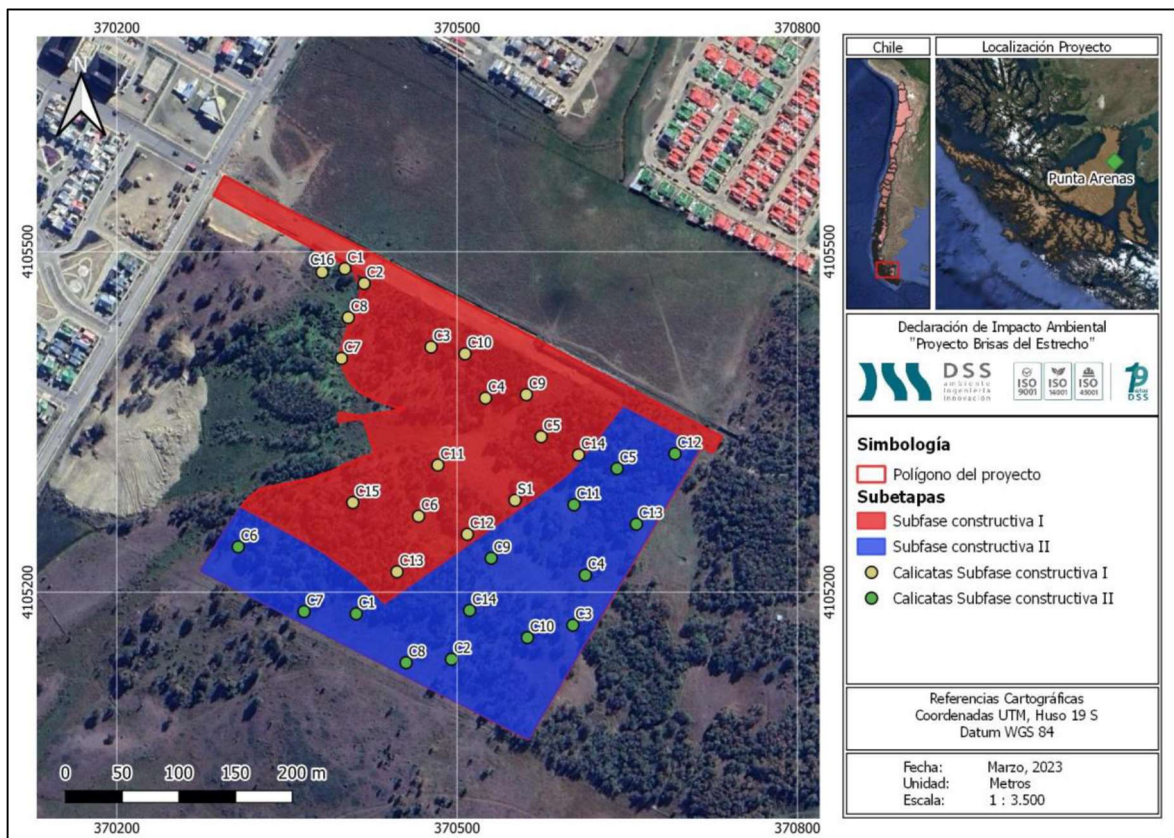 370200
370500
370800
N
4105500
4105200
C16
C1
C2
C8
C7
C3
C10
C4
C9
C5
C14
C11
C15
C6
S1
C12
C13
C12
C5
C11
C13
C9
C4
C6
C7
C1
C14
C3
C10
C2
C8
0 50 100 150 200 m
370200
370500
370800
4105500
4105200
Chile
Localización Proyecto
Punta Arenas
Declaración de Impacto Ambiental
"Proyecto Brisas del Estrecho"
DSS
ambiente
ingeniería
innovación
ISO
9001
ISO
14001
ISO
45001
19
DSS
Simbología
Polígono del proyecto
Subetapas
Subfase constructiva I
Subfase constructiva II
Calicatas Subfase constructiva I
Calicatas Subfase constructiva II
Referencias Cartográficas
Coordenadas UTM, Huso 19 S
Datum WGS 84
Fecha: Marzo, 2023
Unidad: Metros
Escala: 1 : 3.500